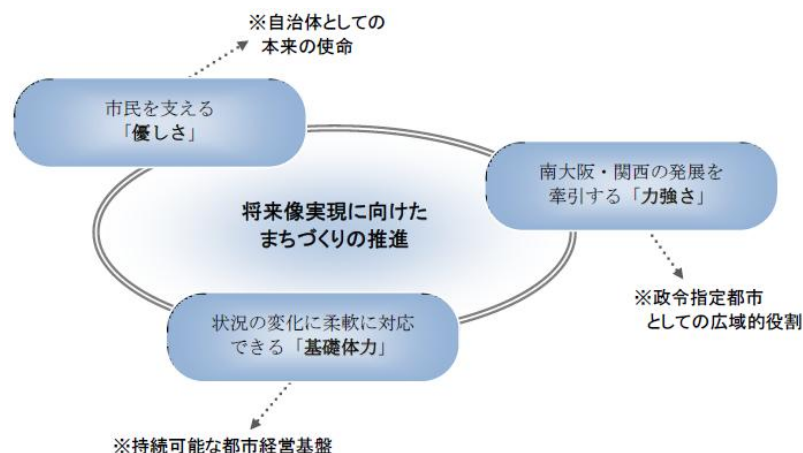 ※自治体としての
本来の使命
市民を支える
「優しさ」
南大阪・関西の発展を
牽引する「力強さ」
将来像実現に向けた
まちづくりの推進
※政令指定都市
としての広域的役割
状況の変化に柔軟に対応
できる「基礎体力」
※持続可能な都市経営基盤